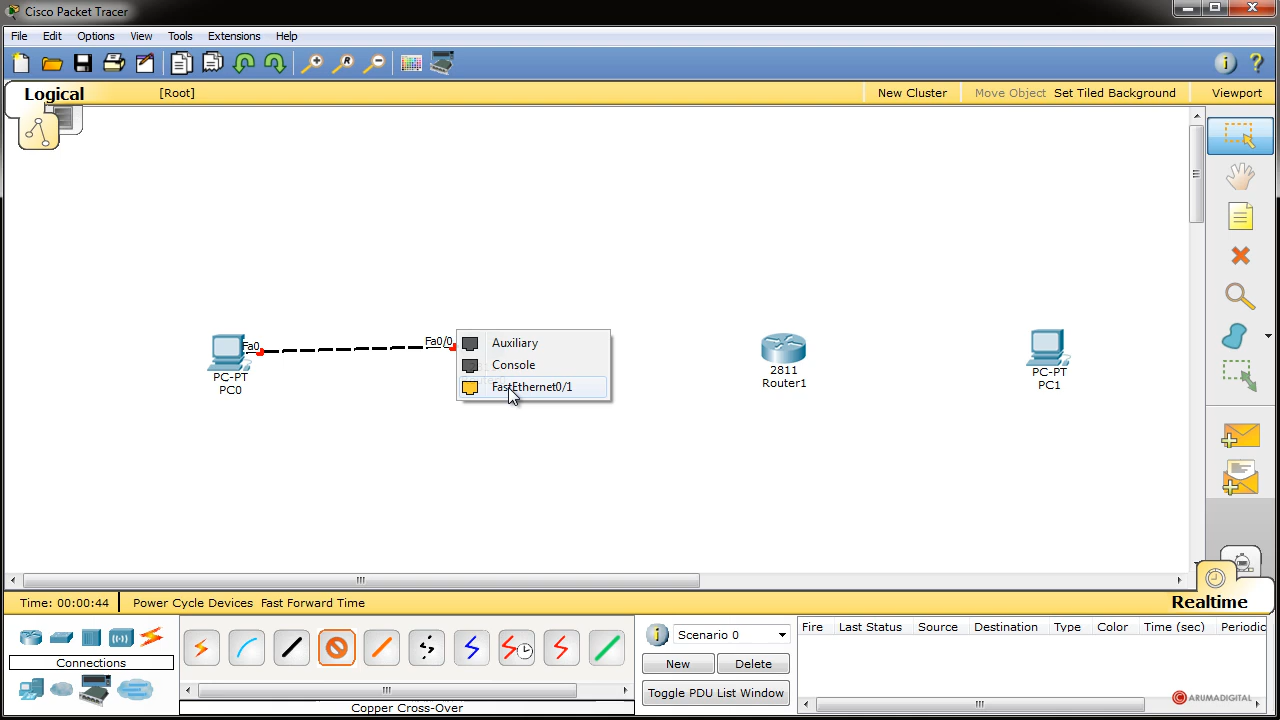 Cisco Packet Tracer
File Edit Options View Tools Extensions Help
Logical [Root] New Cluster Move Object Set Tiled Background Viewport
Fa0
PC-PT
PC0
Fa0/0
Auxiliary
Console
FastEthernet0/1
2811
Router1
PC-PT
PC1
Time: 00:00:44 Power Cycle Devices Fast Forward Time
Realtime
Connections
Copper Cross-Over
Scenario 0
New Delete
Toggle PDU List Window
Fire Last Status Source Destination Type Color Time (sec) Periodic
ARUMADIGITAL